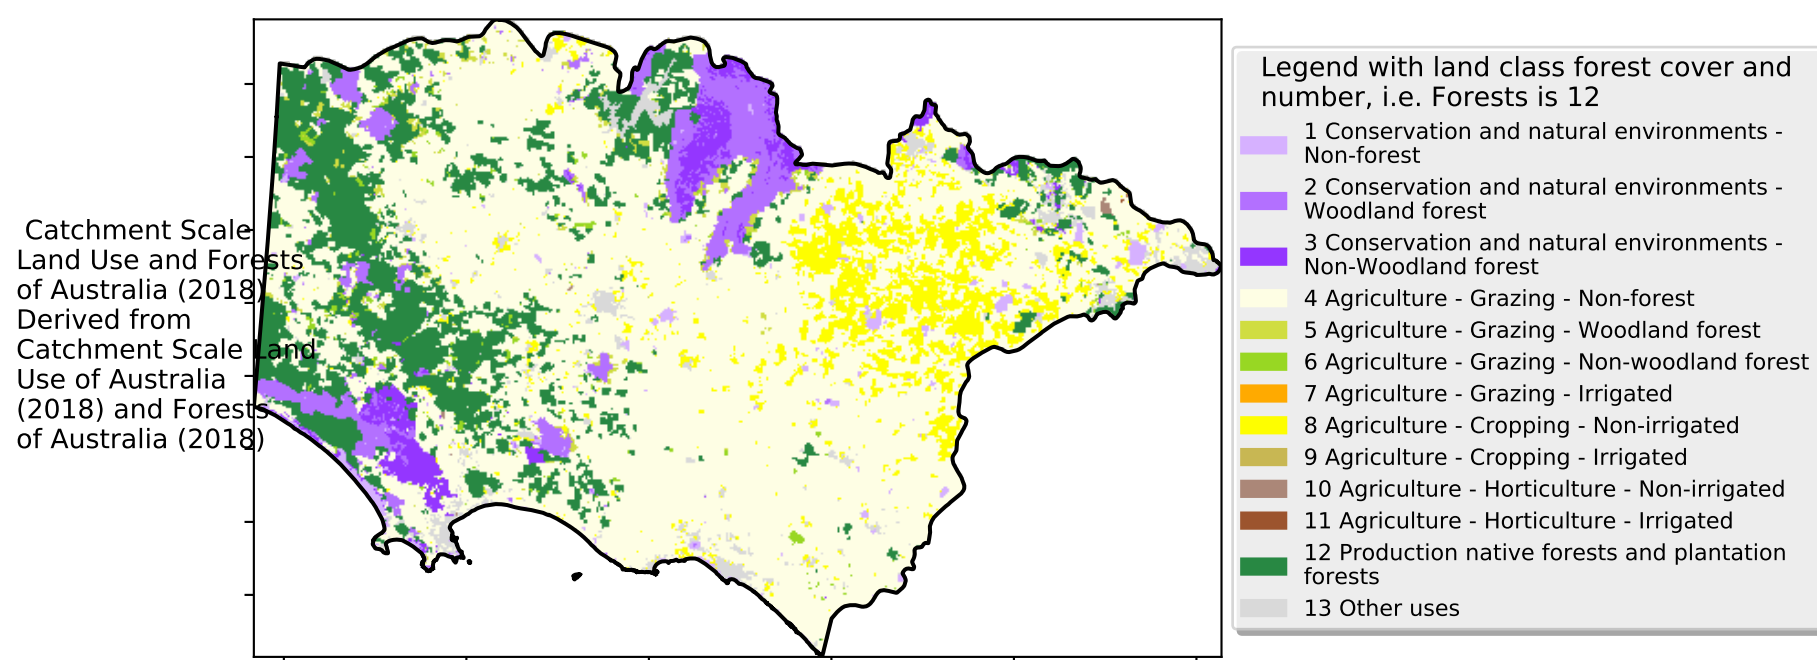 Catchment Scale
Land Use and Forests
of Australia (2018)
Derived from
Catchment Scale Land
Use of Australia
(2018) and Forests
of Australia (2018)
Legend with land class forest cover and
number, i.e. Forests is 12
1 Conservation and natural environments -
Non-forest
2 Conservation and natural environments -
Woodland forest
3 Conservation and natural environments -
Non-Woodland forest
4 Agriculture - Grazing - Non-forest
5 Agriculture - Grazing - Woodland forest
6 Agriculture - Grazing - Non-woodland forest
7 Agriculture - Grazing - Irrigated
8 Agriculture - Cropping - Non-irrigated
9 Agriculture - Cropping - Irrigated
10 Agriculture - Horticulture - Non-irrigated
11 Agriculture - Horticulture - Irrigated
12 Production native forests and plantation
forests
13 Other uses